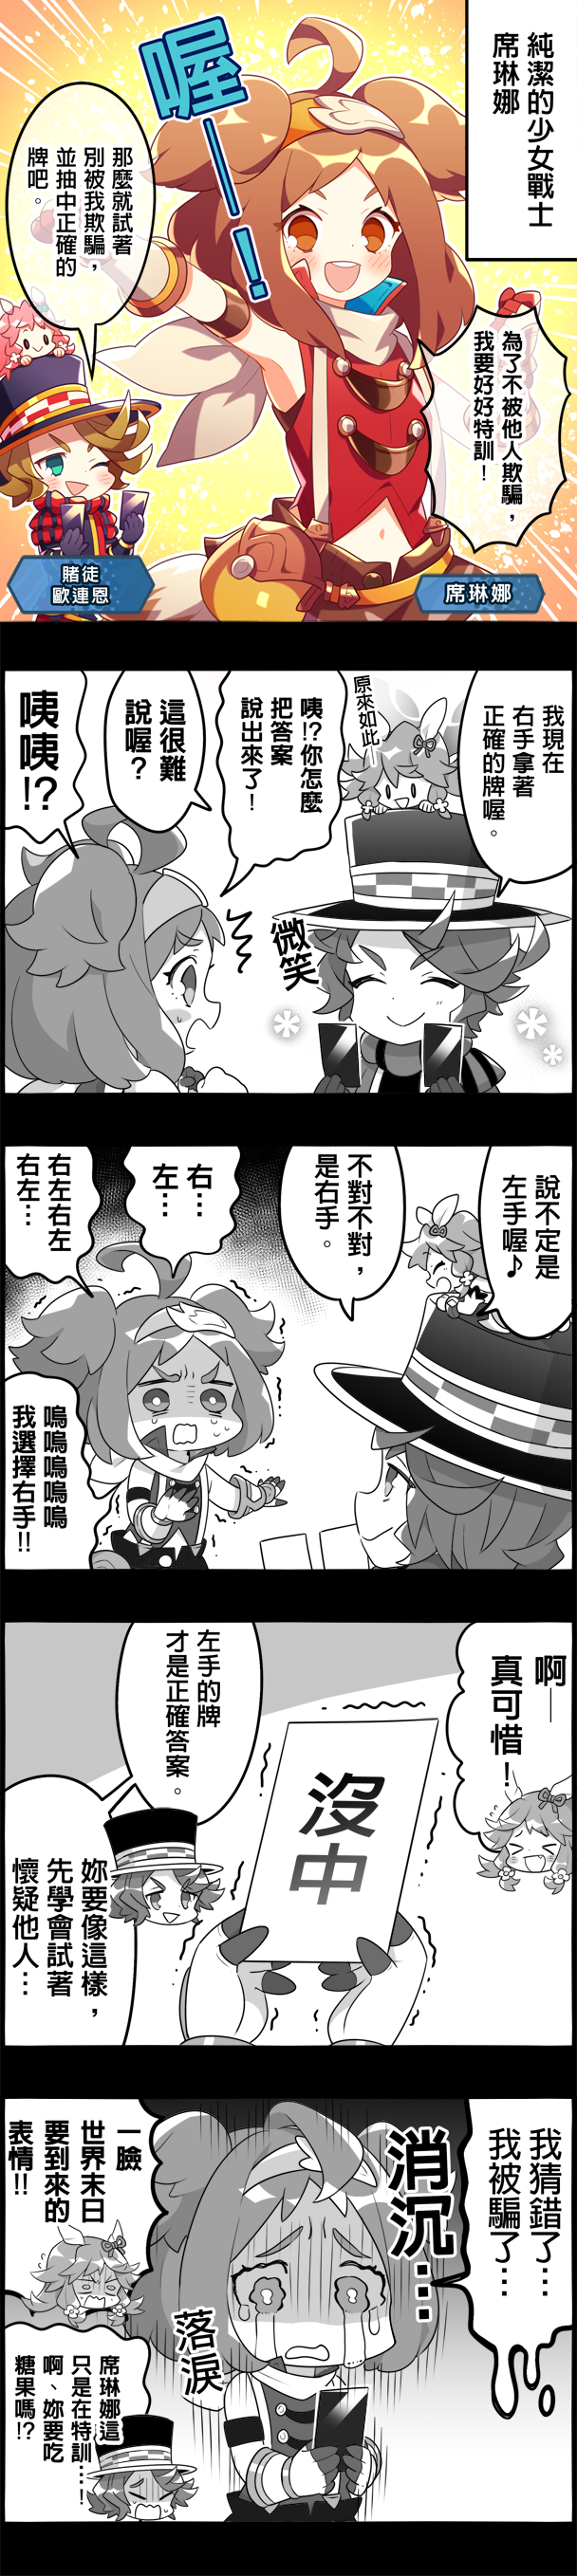 純潔的少女戰士
席琳娜
為了不被他人欺騙，
我要好好特訓！
喔——！
那麼就試著
別被我欺騙，
並抽中正確的
牌吧。
席琳娜
賭徒
歐連恩
我現在
右手拿著
正確的牌喔。
原來如此—
咦!?你怎麼
把答案
說出來了！
微笑
這很難
說喔？
咦咦!?
說不定是
左手喔♪
不對不對，
是右手。
右…
左…
右左右左
右左…
嗚嗚嗚嗚嗚
我選擇右手!!
啊—
真可惜！
沒中
左手的牌
才是正確答案。
妳要像這樣，
先學會試著
懷疑他人…
我猜錯了…
我被騙了…
消沉…
落淚
一臉
世界末日
要到來的
表情!!
席琳娜這
只是在特訓…！
啊、妳要吃
糖果嗎!?